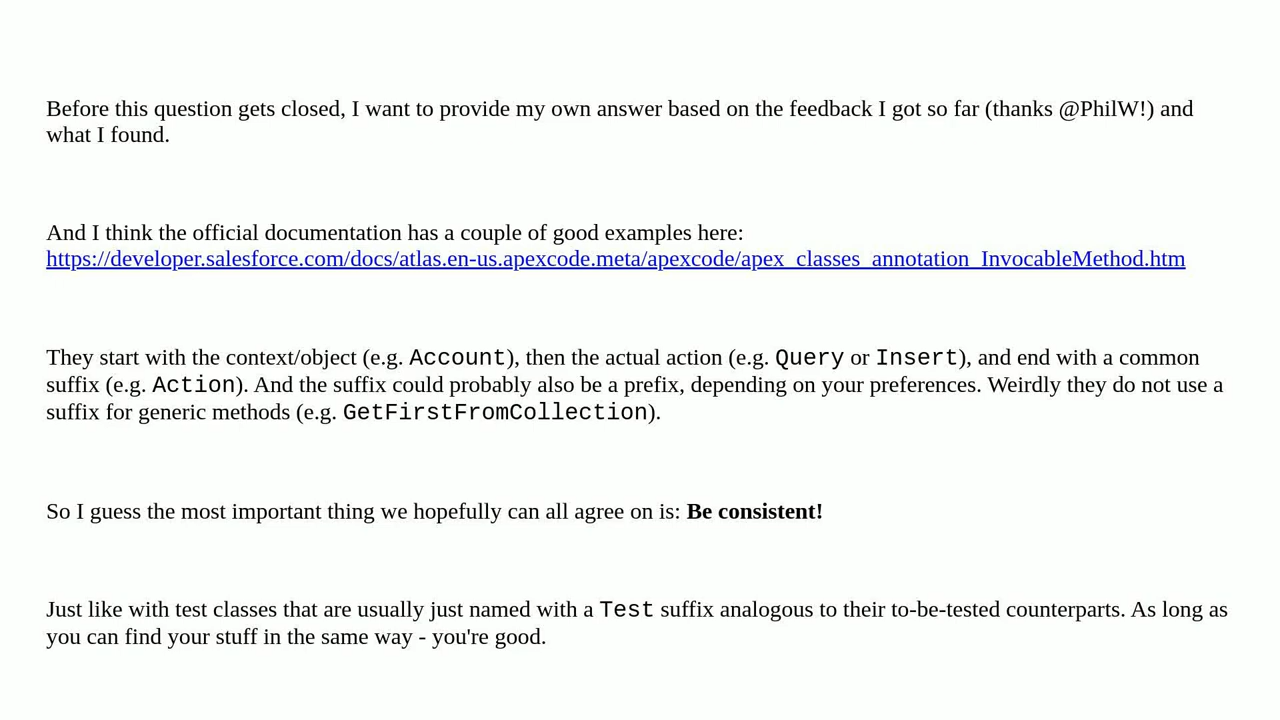 Before this question gets closed, I want to provide my own answer based on the feedback I got so far (thanks @PhilW!) and
what I found.
And I think the official documentation has a couple of good examples here:
https://developer.salesforce.com/docs/atlas.en-us.apexcode.meta/apexcode/apex_classes_annotation_InvocableMethod.htm
They start with the context/object (e.g. Account), then the actual action (e.g. Query or Insert), and end with a common
suffix (e.g. Action). And the suffix could probably also be a prefix, depending on your preferences. Weirdly they do not use a
suffix for generic methods (e.g. GetFirstFromCollection).
So I guess the most important thing we hopefully can all agree on is: Be consistent!
Just like with test classes that are usually just named with a Test suffix analogous to their to-be-tested counterparts. As long as
you can find your stuff in the same way - you're good.